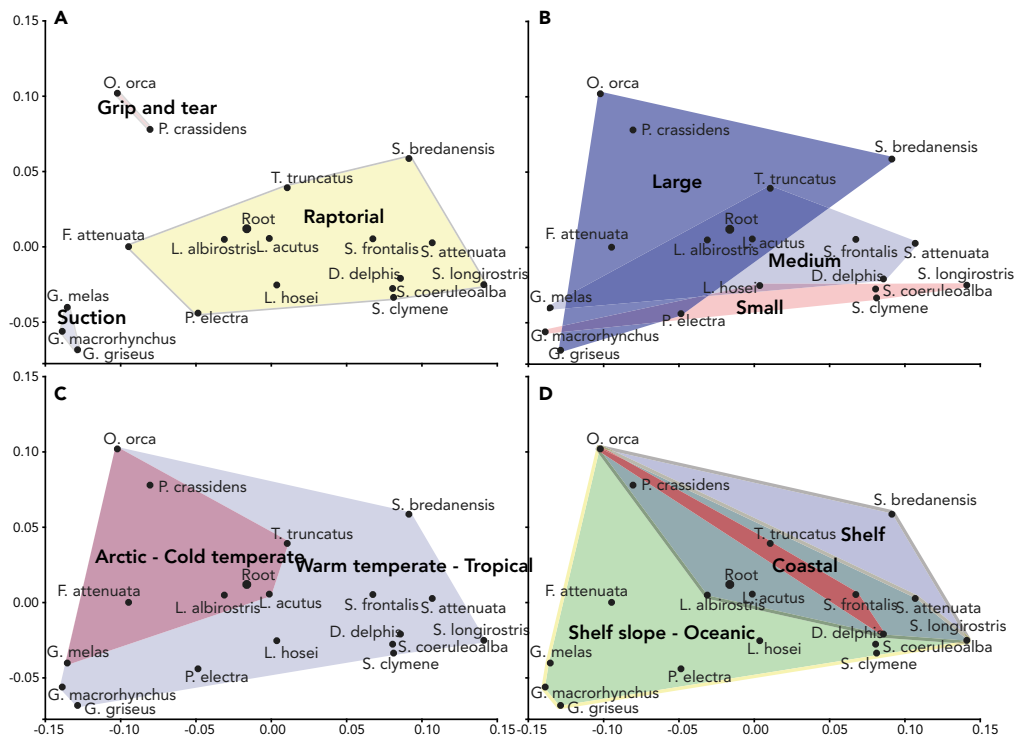 A
0.15
0.10
0.05
0.00
-0.05
O. orca
Grip and tear
P. crassidens
S. bredanensis
T. truncatus
Raptorial
Root
F. attenuata
L. albirostris
L. acutus
S. frontalis
S. attenuata
D. delphis
S. longirostris
L. hosei
S. coeruleoalba
S. clymene
G. melas
Suction
P. electra
G. macrorhynchus
G. griseus
B
O. orca
P. crassidens
S. bredanensis
Large
T. truncatus
Root
F. attenuata
L. albirostris
L. acutus
S. frontalis
S. attenuata
Medium
D. delphis
S. longirostris
L. hosei
S. coeruleoalba
G. melas
Small
S. clymene
P. electra
G. macrorhynchus
G. griseus
C
0.15
0.10
0.05
0.00
-0.05
O. orca
P. crassidens
S. bredanensis
T. truncatus
Arctic - Cold temperate
Warm temperate - Tropical
Root
F. attenuata
L. albirostris
L. acutus
S. frontalis
S. attenuata
D. delphis
S. longirostris
L. hosei
S. coeruleoalba
G. melas
S. clymene
P. electra
G. macrorhynchus
G. griseus
-0.15
-0.10
-0.05
0.00
0.05
0.10
0.15
D
O. orca
P. crassidens
S. bredanensis
T. truncatus
Shelf
Coastal
Root
F. attenuata
L. albirostris
L. acutus
S. frontalis
S. attenuata
Shelf slope - Oceanic
D. delphis
S. longirostris
L. hosei
S. coeruleoalba
G. melas
S. clymene
P. electra
G. macrorhynchus
G. griseus
-0.15
-0.10
-0.05
0.00
0.05
0.10
0.15